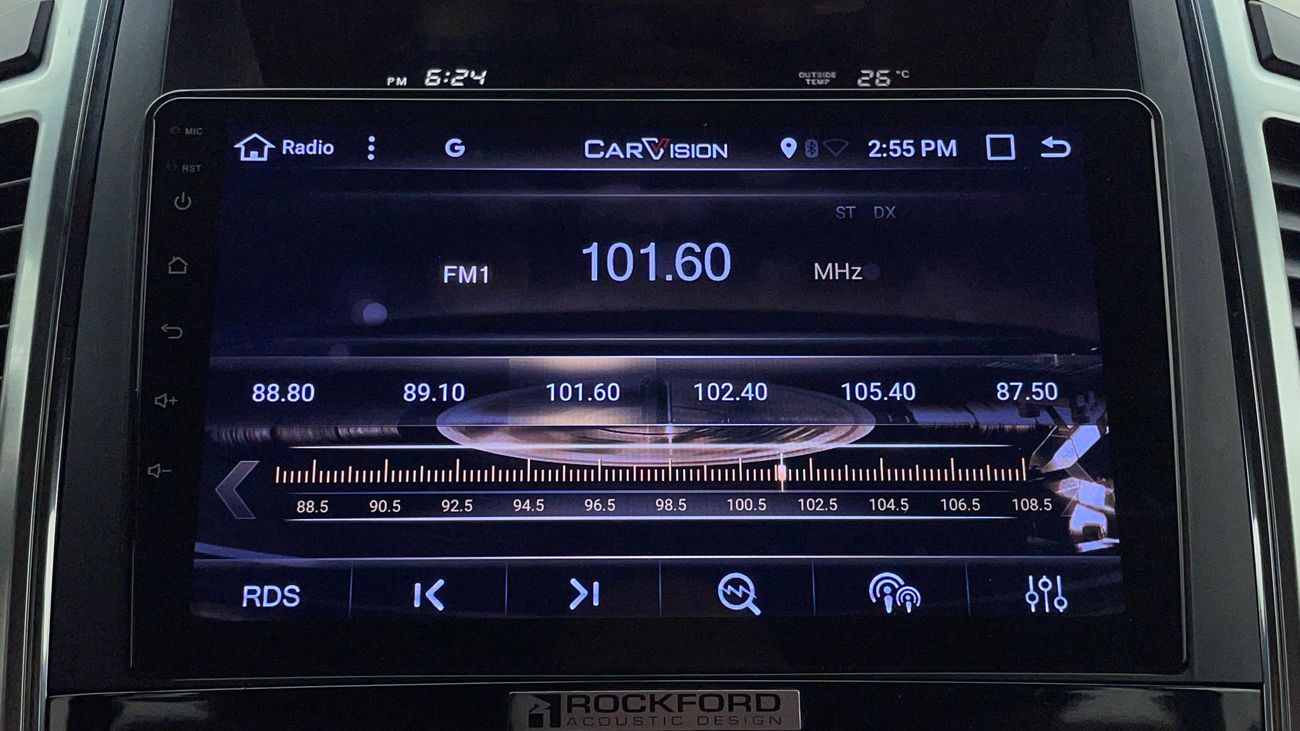 PM 6:24 OUTSIDE TEMP 26 °C
MIC
Radio G CARVISION 2:55 PM
RST
ST DX
FM1 101.60 MHz
88.80 89.10 101.60 102.40 105.40 87.50
88.5 90.5 92.5 94.5 96.5 98.5 100.5 102.5 104.5 106.5 108.5
RDS
ROCKFORD
ACOUSTIC DESIGN